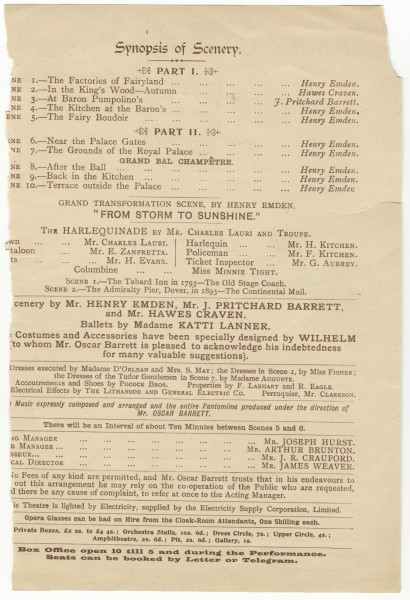 Synopsis of Scenery.
PART I.
NE 1.—The Factories of Fairyland ... ... ... ... Henry Emden.
NE 2.—In the King's Wood—Autumn ... ... ... Hawes Craven.
NE 3.—At Baron Pumpolino's ... ... ... J. Pritchard Barrett.
NE 4.—The Kitchen at the Baron's ... ... ... ... Henry Emden.
ENE 5.—The Fairy Boudoir ... ... ... ... Henry Emden.
PART II.
NE 6.—Near the Palace Gates ... ... ... ... Henry Emden.
NE 7.—The Grounds of the Royal Palace ... ... ... Henry Emden.
GRAND BAL CHAMPÊTRE.
NE 8.—After the Ball ... ... ... ... ... Henry Emden.
NE 9.—Back in the Kitchen ... ... ... ... Henry Emden.
NE 10.—Terrace outside the Palace ... ... ... ... Henry Emden
GRAND TRANSFORMATION SCENE, BY HENRY EMDEN,
"FROM STORM TO SUNSHINE."
THE HARLEQUINADE BY MR. CHARLES LAURI AND TROUPE.
own ... ... MR. CHARLES LAURI. Harlequin ... ... MR. H. KITCHEN.
'taloon ... ... MR. E. ZANFRETTA. Policeman ... ... MR. F. KITCHEN.
ts ... ... MR. H. EVANS. Ticket Inspector ... MR. G. AUBREY.
Columbine ... ... MISS MINNIE TIGHT.
SCENE 1.—The Tabard Inn in 1793—The Old Stage Coach.
SCENE 2.—The Admiralty Pier, Dover, in 1893—The Continental Mail.
cenery by Mr. HENRY EMDEN, Mr. J. PRITCHARD BARRETT,
and Mr. HAWES CRAVEN.
Ballets by Madame KATTI LANNER.
Costumes and Accessories have been specially designed by WILHELM
(to whom Mr. Oscar Barrett is pleased to acknowledge his indebtedness
for many valuable suggestions).
Dresses executed by Madame D'ORLEAN and Mrs. S. MAY; the Dresses in Scene 1, by Miss FISHER;
the Dresses of the Tudor Gentlemen in Scene 7, by Madame AUGUSTE.
Accoutrements and Shoes by POCOCK BROS. Properties by F. LABHART and R. EAGLE.
Electrical Effects by THE LITHANODE AND GENERAL ELECTRIC CO. Perruquier, MR. CLARKSON.
Music expressly composed and arranged and the entire Pantomime produced under the direction of
MR. OSCAR BARRETT.
There will be an Interval of about Ten Minutes between Scenes 5 and 6.
NG MANAGER ... ... ... ... ... MR. JOSEPH HURST.
MANAGER ... ... ... ... ... MR. ARTHUR BRUNTON.
SSEUR... ... ... ... ... ... MR. J. R. CRAUFORD.
CAL DIRECTOR ... ... ... ... ... MR. JAMES WEAVER.
o Fees of any kind are permitted, and Mr. Oscar Barrett trusts that in his endeavours to
out this arrangement he may rely on the co-operation of the Public who are requested,
d there be any cause of complaint, to refer at once to the Acting Manager.
is Theatre is lighted by Electricity, supplied by the Electricity Supply Corporation, Limited.
Opera Glasses can be had on Hire from the Cloak-Room Attendants, One Shilling each.
Private Boxes, £2 2s. to £4 4s.; Orchestra Stalls, 10s. 6d.; Dress Circle, 7s.; Upper Circle, 4s.;
Amphitheatre, 2s. 6d.; Pit, 2s. 6d.; Gallery, 1s.
Box Office open 10 till 5 and during the Performance.
Seats can be booked by Letter or Telegram.